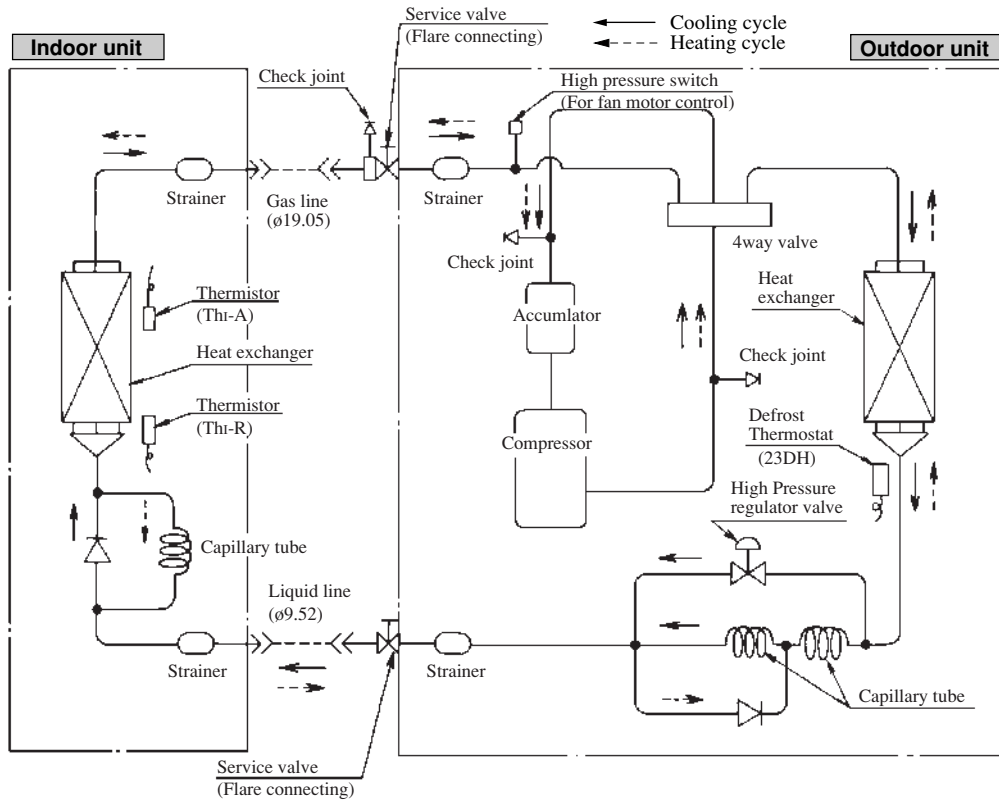 Service valve
(Flare connecting)
Cooling cycle
Heating cycle
Indoor unit
Outdoor unit
Check joint
High pressure switch
(For fan motor control)
Strainer
Gas line
(ø19.05)
Strainer
4way valve
Check joint
Heat
exchanger
Thermistor
(ThI-A)
Accumlator
Heat exchanger
Check joint
Thermistor
(ThI-R)
Compressor
Defrost
Thermostat
(23DH)
High Pressure
regulator valve
Capillary tube
Liquid line
(ø9.52)
Strainer
Strainer
Capillary tube
Service valve
(Flare connecting)